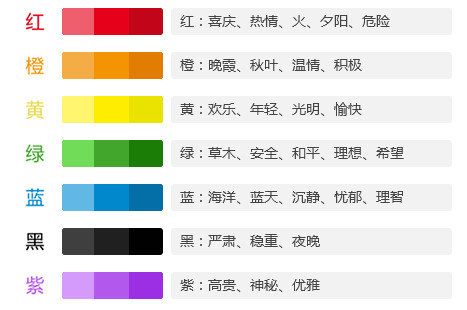 红 红：喜庆、热情、火、夕阳、危险
橙 橙：晚霞、秋叶、温情、积极
黄 黄：欢乐、年轻、光明、愉快
绿 绿：草木、安全、和平、理想、希望
蓝 蓝：海洋、蓝天、沉静、忧郁、理智
黑 黑：严肃、稳重、夜晚
紫 紫：高贵、神秘、优雅